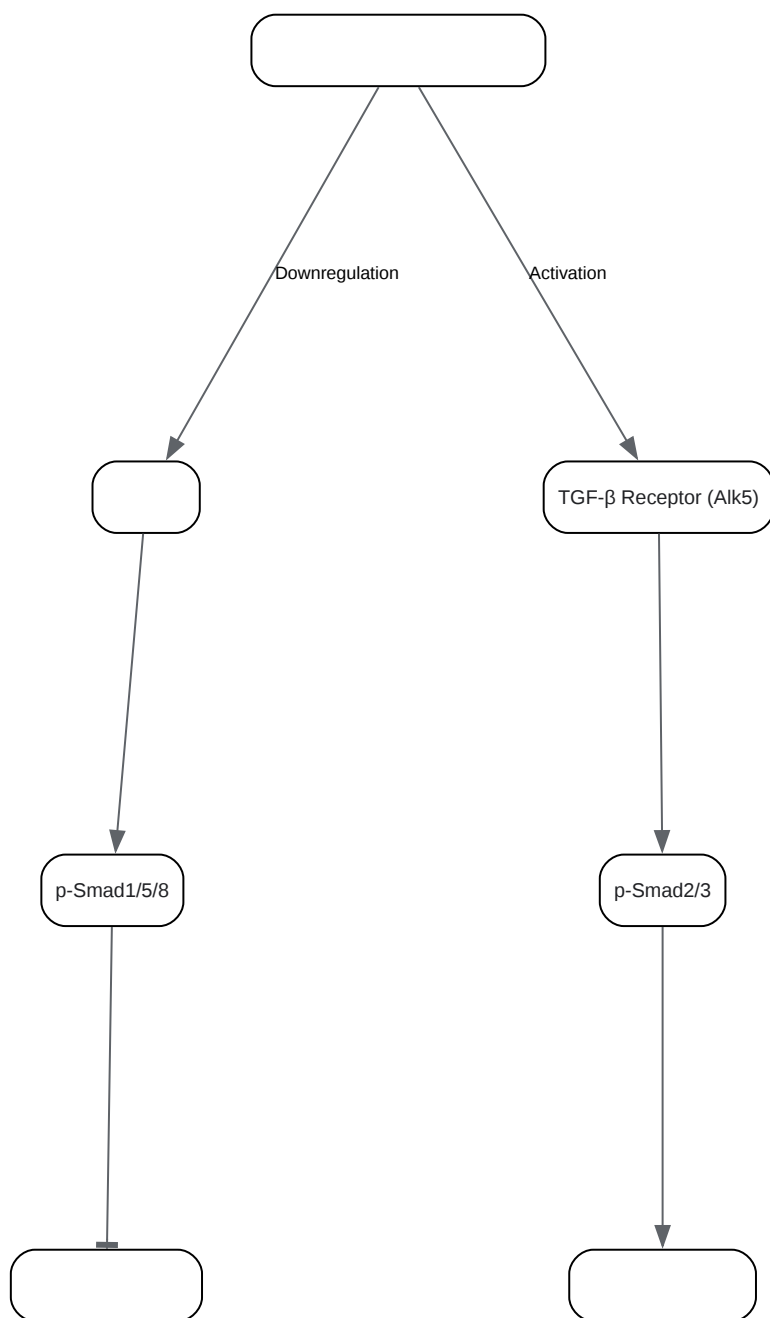 Downregulation
Activation
TGF-β Receptor (Alk5)
p-Smad1/5/8
p-Smad2/3